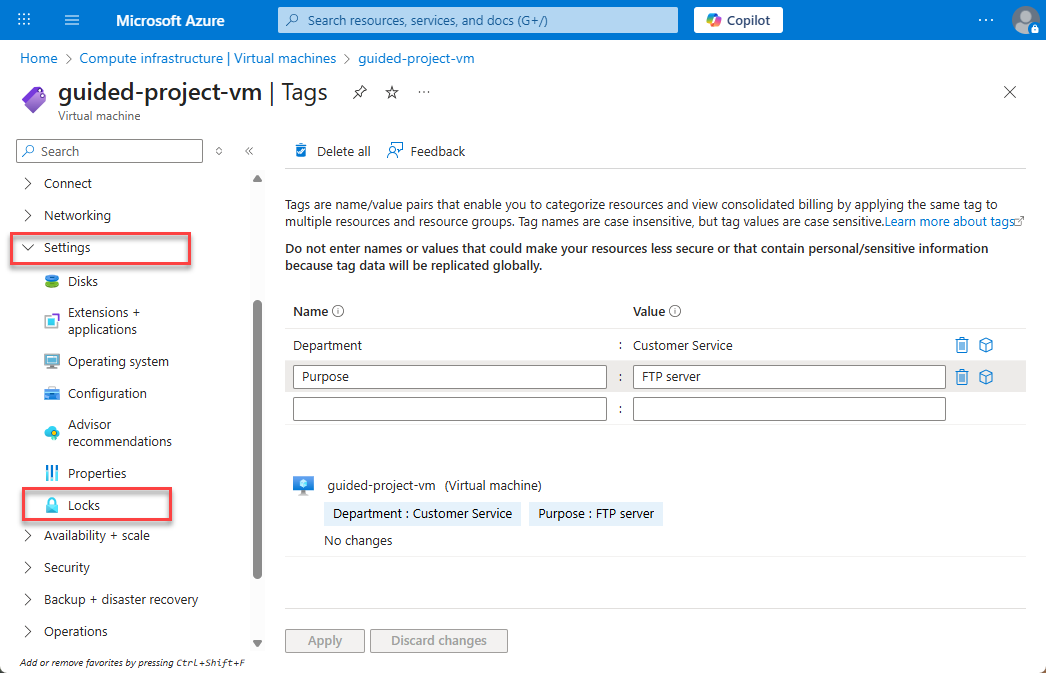 Microsoft Azure
Search resources, services, and docs (G+/)
Copilot
Home > Compute infrastructure | Virtual machines > guided-project-vm
guided-project-vm | Tags
Virtual machine
Search
Connect
Networking
Settings
Disks
Extensions +
applications
Operating system
Configuration
Advisor
recommendations
Properties
Locks
Availability + scale
Security
Backup + disaster recovery
Operations
Add or remove favorites by pressing Ctrl+Shift+F
Delete all
Feedback
Tags are name/value pairs that enable you to categorize resources and view consolidated billing by applying the same tag to
multiple resources and resource groups. Tag names are case insensitive, but tag values are case sensitive.Learn more about tags
Do not enter names or values that could make your resources less secure or that contain personal/sensitive information
because tag data will be replicated globally.
Name Value
Department : Customer Service
Purpose : FTP server
:
guided-project-vm (Virtual machine)
Department : Customer Service Purpose : FTP server
No changes
Apply Discard changes